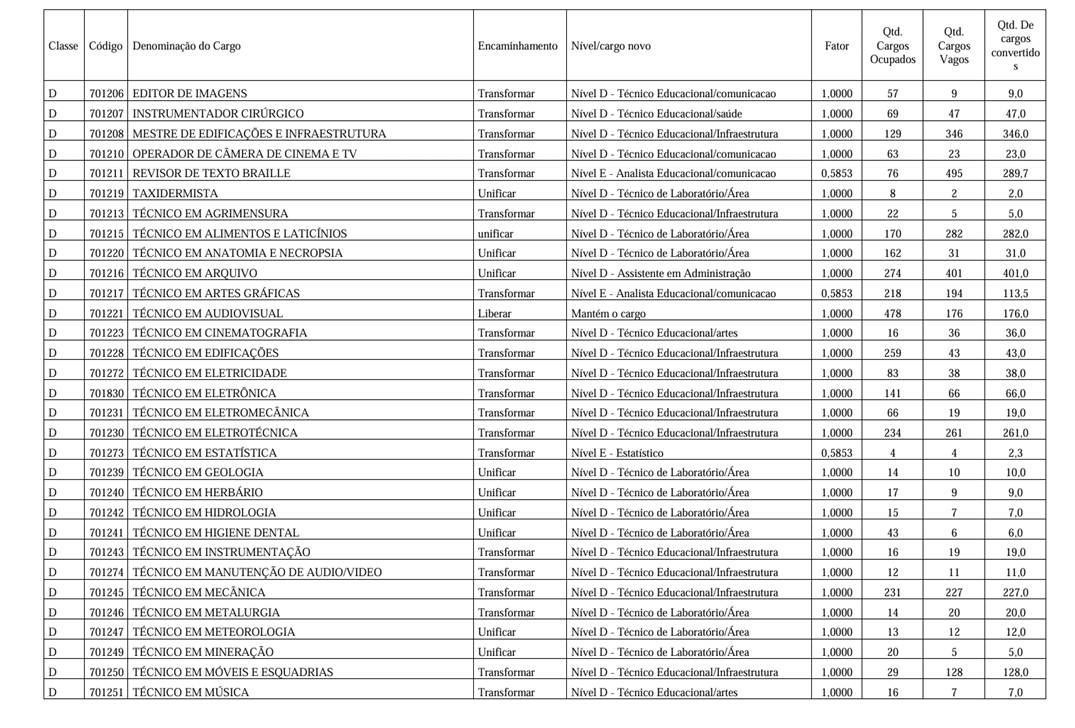 Classe Código Denominação do Cargo Encaminhamento Nível/cargo novo Fator Qtd. Cargos Ocupados Qtd. Cargos Vagos Qtd. De cargos convertido s
D 701206 EDITOR DE IMAGENS Transformar Nível D - Técnico Educacional/comunicacao 1,0000 57 9 9,0
D 701207 INSTRUMENTADOR CIRÚRGICO Transformar Nível D - Técnico Educacional/saúde 1,0000 69 47 47,0
D 701208 MESTRE DE EDIFICAÇÕES E INFRAESTRUTURA Transformar Nível D - Técnico Educacional/Infraestrutura 1,0000 129 346 346,0
D 701210 OPERADOR DE CÂMERA DE CINEMA E TV Transformar Nível D - Técnico Educacional/comunicacao 1,0000 63 23 23,0
D 701211 REVISOR DE TEXTO BRAILLE Transformar Nível E - Analista Educacional/comunicacao 0,5853 76 495 289,7
D 701219 TAXIDERMISTA Unificar Nível D - Técnico de Laboratório/Área 1,0000 8 2 2,0
D 701213 TÉCNICO EM AGRIMENSURA Transformar Nível D - Técnico Educacional/Infraestrutura 1,0000 22 5 5,0
D 701215 TÉCNICO EM ALIMENTOS E LATICÍNIOS unificar Nível D - Técnico de Laboratório/Área 1,0000 170 282 282,0
D 701220 TÉCNICO EM ANATOMIA E NECROPSIA Unificar Nível D - Técnico de Laboratório/Área 1,0000 162 31 31,0
D 701216 TÉCNICO EM ARQUIVO Unificar Nível D - Assistente em Administração 1,0000 274 401 401,0
D 701217 TÉCNICO EM ARTES GRÁFICAS Transformar Nível E - Analista Educacional/comunicacao 0,5853 218 194 113,5
D 701221 TÉCNICO EM AUDIOVISUAL Liberar Mantém o cargo 1,0000 478 176 176,0
D 701223 TÉCNICO EM CINEMATOGRAFIA Transformar Nível D - Técnico Educacional/artes 1,0000 16 36 36,0
D 701228 TÉCNICO EM EDIFICAÇÕES Transformar Nível D - Técnico Educacional/Infraestrutura 1,0000 259 43 43,0
D 701272 TÉCNICO EM ELETRICIDADE Transformar Nível D - Técnico Educacional/Infraestrutura 1,0000 83 38 38,0
D 701830 TÉCNICO EM ELETRÔNICA Transformar Nível D - Técnico Educacional/Infraestrutura 1,0000 141 66 66,0
D 701231 TÉCNICO EM ELETROMECÂNICA Transformar Nível D - Técnico Educacional/Infraestrutura 1,0000 66 19 19,0
D 701230 TÉCNICO EM ELETROTÉCNICA Transformar Nível D - Técnico Educacional/Infraestrutura 1,0000 234 261 261,0
D 701273 TÉCNICO EM ESTATÍSTICA Transformar Nível E - Estatístico 0,5853 4 4 2,3
D 701239 TÉCNICO EM GEOLOGIA Unificar Nível D - Técnico de Laboratório/Área 1,0000 14 10 10,0
D 701240 TÉCNICO EM HERBÁRIO Unificar Nível D - Técnico de Laboratório/Área 1,0000 17 9 9,0
D 701242 TÉCNICO EM HIDROLOGIA Unificar Nível D - Técnico de Laboratório/Área 1,0000 15 7 7,0
D 701241 TÉCNICO EM HIGIENE DENTAL Unificar Nível D - Técnico de Laboratório/Área 1,0000 43 6 6,0
D 701243 TÉCNICO EM INSTRUMENTAÇÃO Transformar Nível D - Técnico Educacional/Infraestrutura 1,0000 16 19 19,0
D 701274 TÉCNICO EM MANUTENÇÃO DE AUDIO/VIDEO Transformar Nível D - Técnico Educacional/Infraestrutura 1,0000 12 11 11,0
D 701245 TÉCNICO EM MECÂNICA Transformar Nível D - Técnico Educacional/Infraestrutura 1,0000 231 227 227,0
D 701246 TÉCNICO EM METALURGIA Transformar Nível D - Técnico de Laboratório/Área 1,0000 14 20 20,0
D 701247 TÉCNICO EM METEOROLOGIA Unificar Nível D - Técnico de Laboratório/Área 1,0000 13 12 12,0
D 701249 TÉCNICO EM MINERAÇÃO Unificar Nível D - Técnico de Laboratório/Área 1,0000 20 5 5,0
D 701250 TÉCNICO EM MÓVEIS E ESQUADRIAS Transformar Nível D - Técnico Educacional/Infraestrutura 1,0000 29 128 128,0
D 701251 TÉCNICO EM MÚSICA Transformar Nível D - Técnico Educacional/artes 1,0000 16 7 7,0